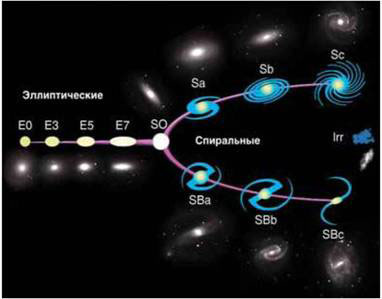 Sc
Sb
Sa
Эллиптические
E0 E3 E5 E7 SO
Спиральные
Irr
SBa
SBb
SBc